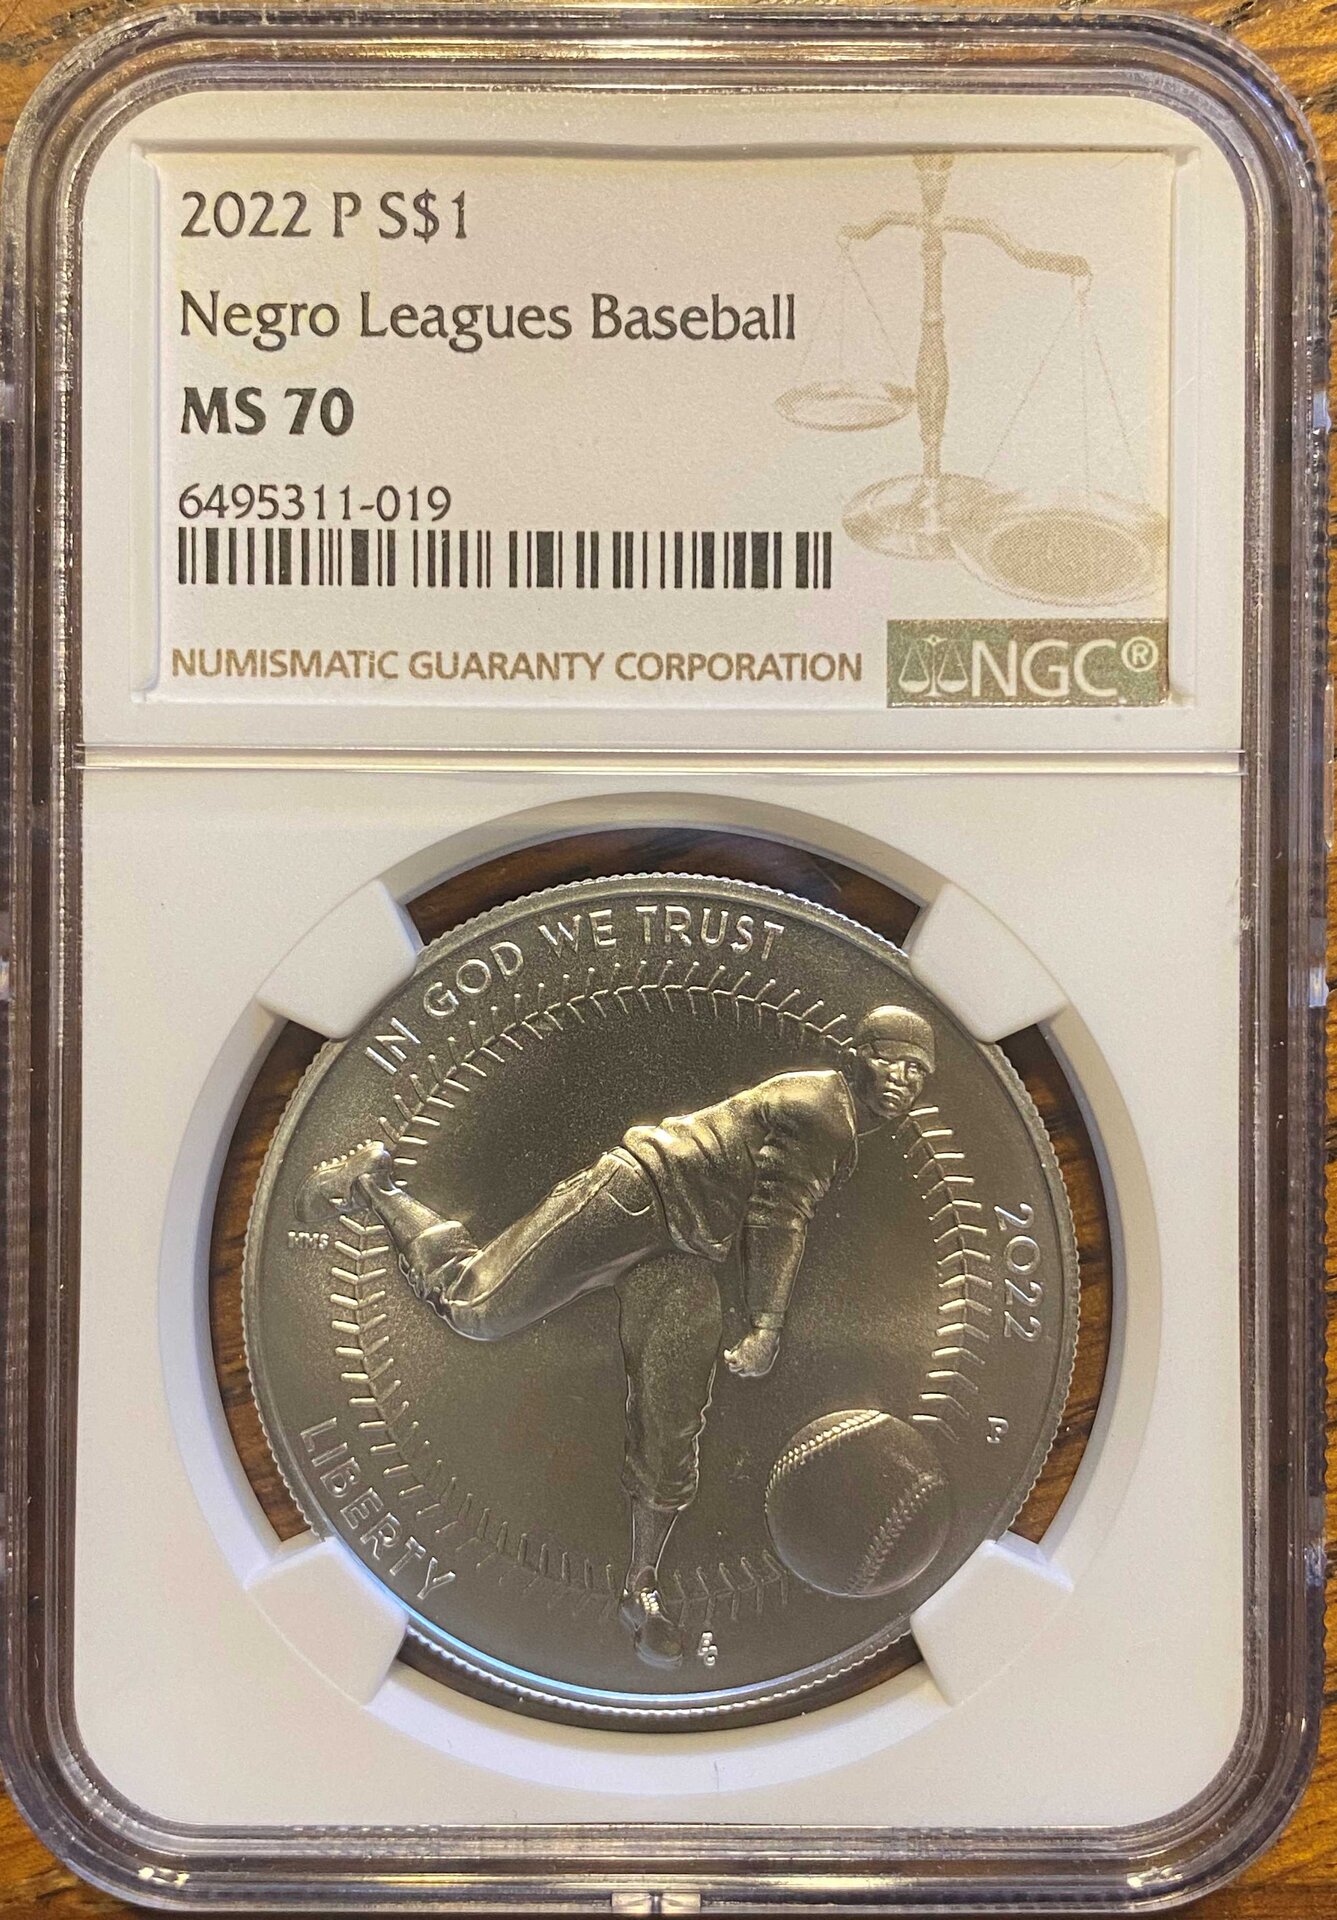 2022 P S$1
Negro Leagues Baseball
MS 70
6495311-019
NUMISMATiC GUARANTY CORPORATION
NGC®
IN GOD WE TRUST
HMS
2022
P
LIBERTY